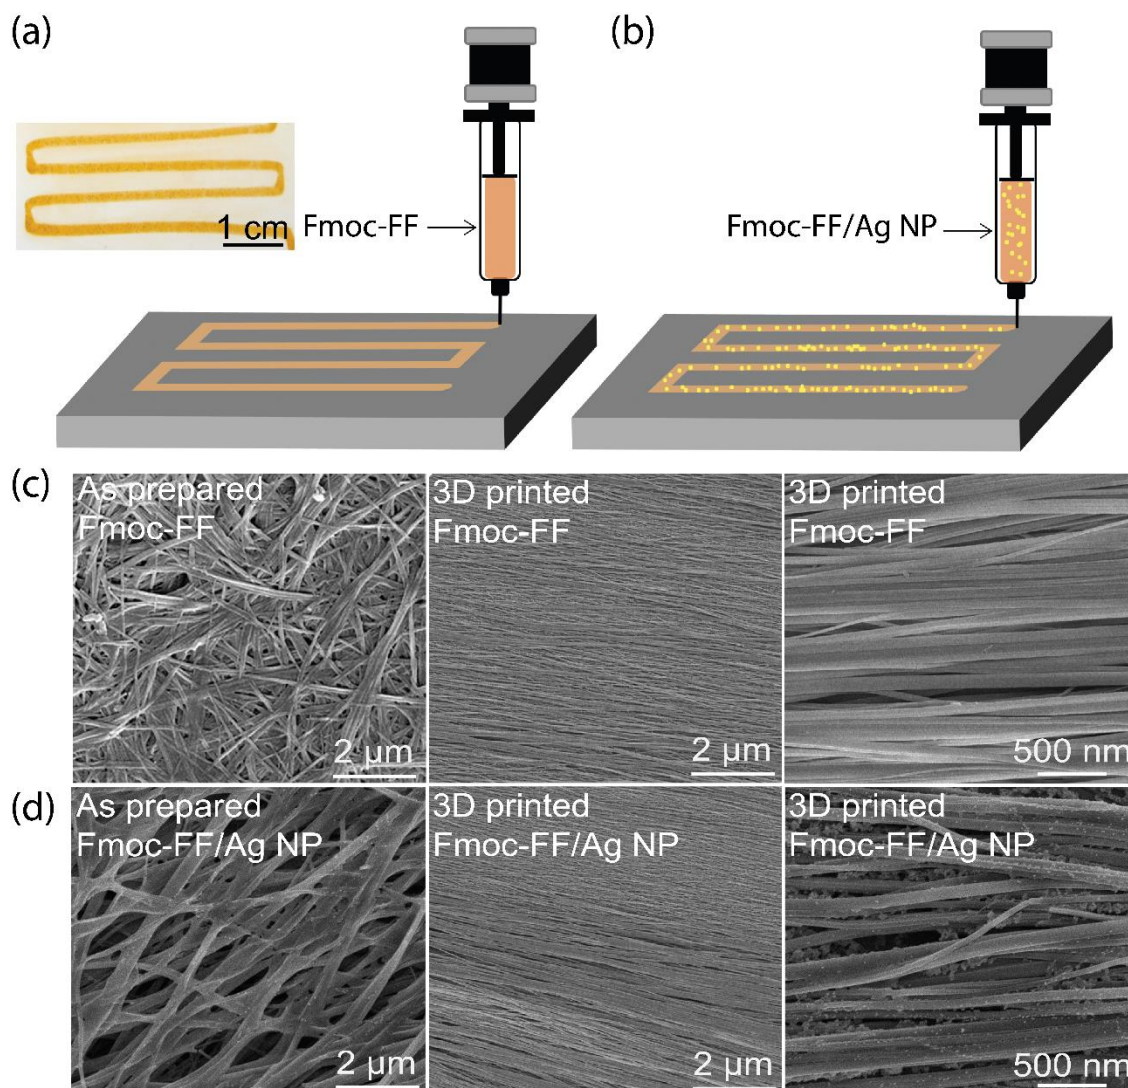 (a)
(b)
1 cm
Fmoc-FF
Fmoc-FF/Ag NP
(c)
As prepared
Fmoc-FF
2 µm
3D printed
Fmoc-FF
2 µm
3D printed
Fmoc-FF
500 nm
(d)
As prepared
Fmoc-FF/Ag NP
2 µm
3D printed
Fmoc-FF/Ag NP
2 µm
3D printed
Fmoc-FF/Ag NP
500 nm